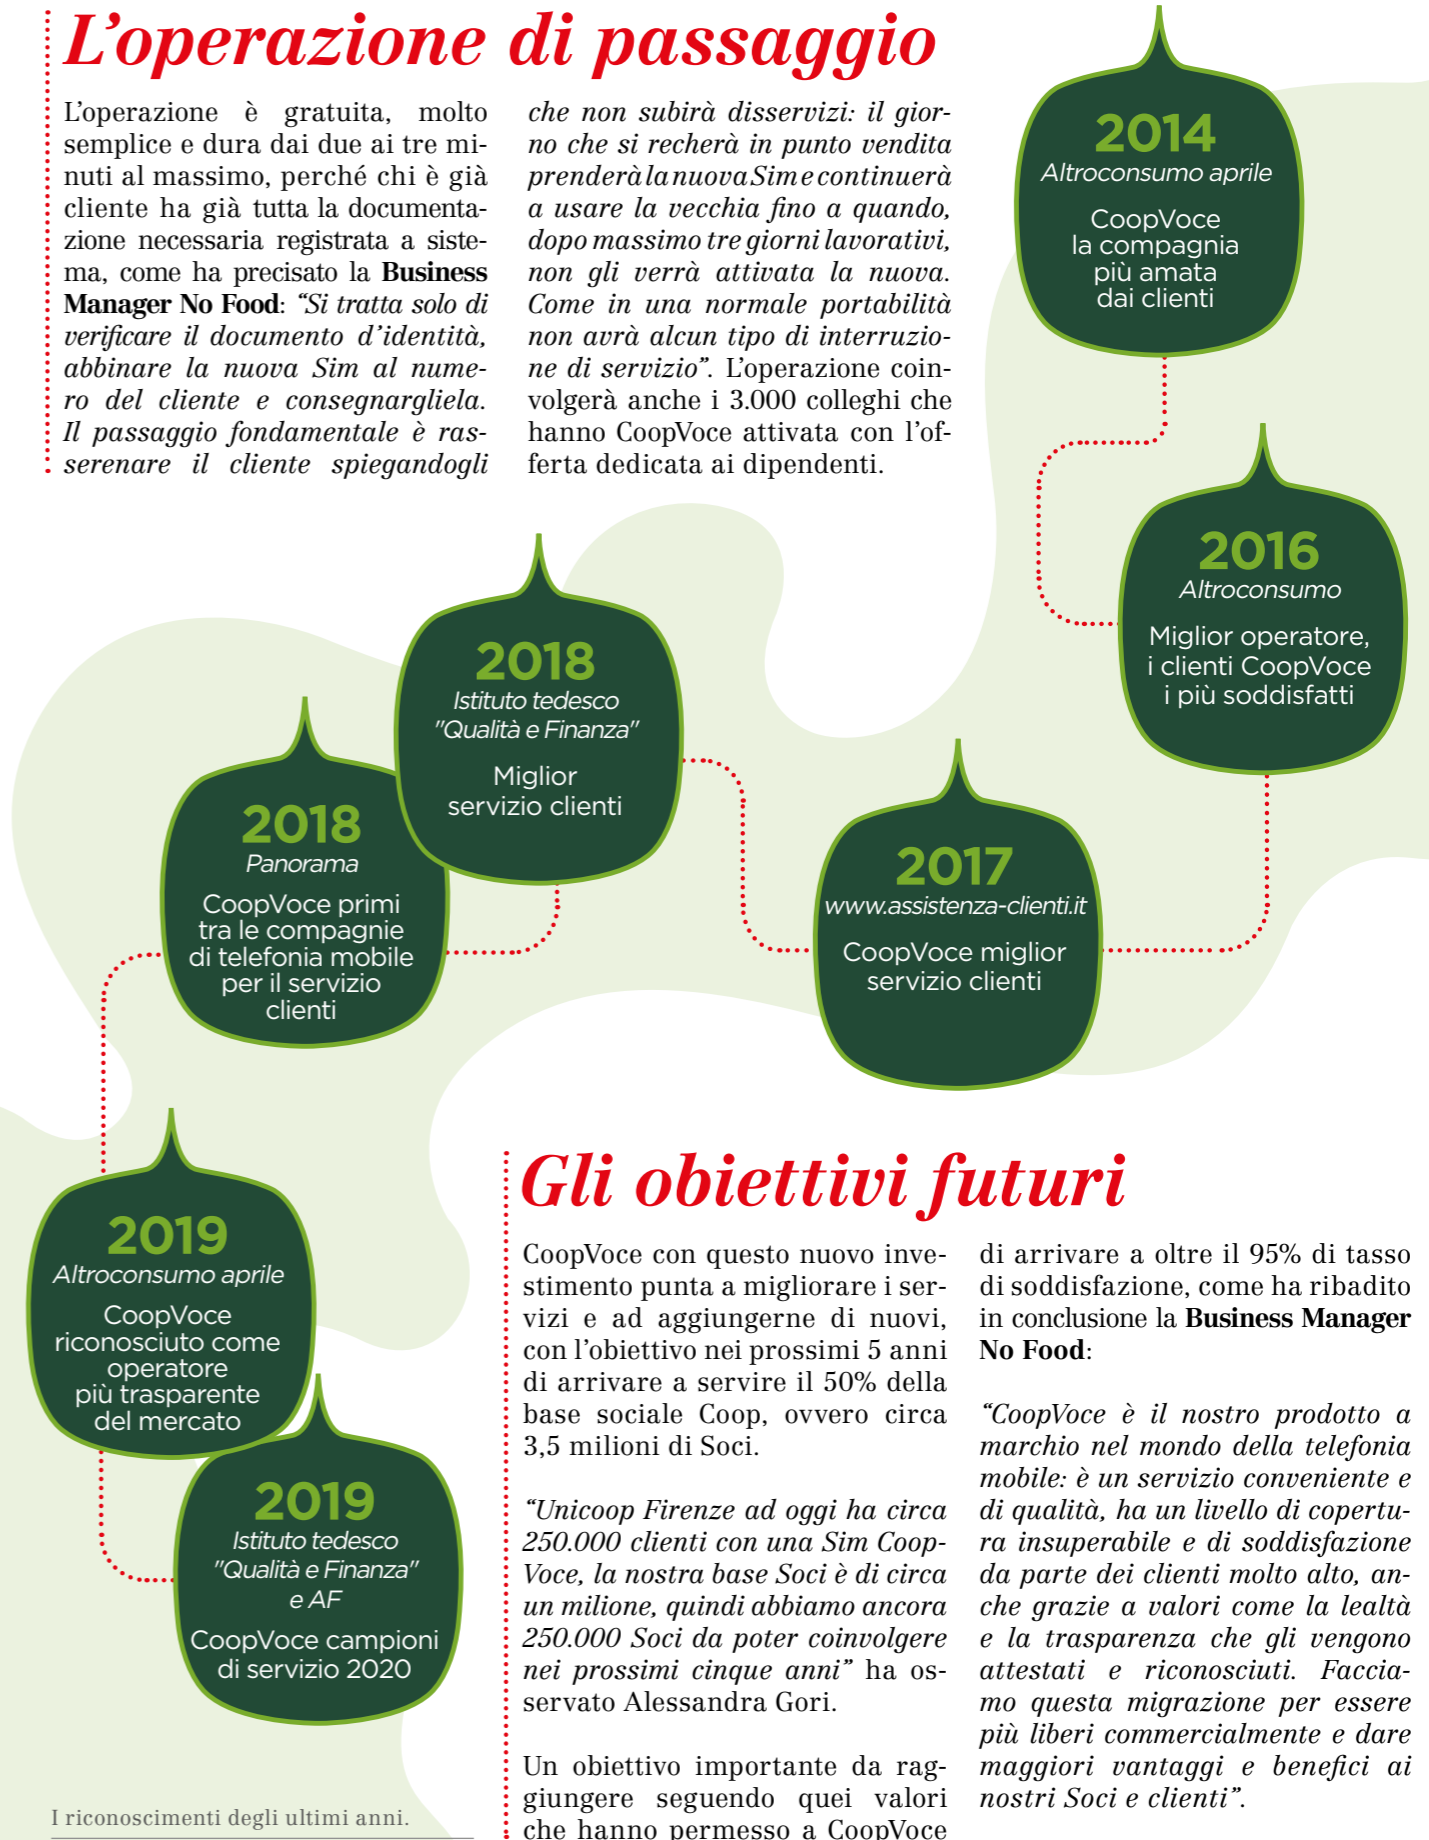 L'operazione di passaggio
L'operazione è gratuita, molto
semplice e dura dai due ai tre mi-
nuti al massimo, perché chi è già
cliente ha già tutta la documenta-
zione necessaria registrata a siste-
ma, come ha precisato la Business
Manager No Food: “Si tratta solo di
verificare il documento d'identità,
abbinare la nuova Sim al nume-
ro del cliente e consegnargliela.
Il passaggio fondamentale è ras-
serenare il cliente spiegandogli
che non subirà disservizi: il gior-
no che si recherà in punto vendita
prenderà la nuova Sim e continuerà
a usare la vecchia fino a quando,
dopo massimo tre giorni lavorativi,
non gli verrà attivata la nuova.
Come in una normale portabilità
non avrà alcun tipo di interruzio-
ne di servizio”. L'operazione coin-
volgerà anche i 3.000 colleghi che
hanno CoopVoce attivata con l'of-
ferta dedicata ai dipendenti.
2014
Altroconsumo aprile
CoopVoce
la compagnia
più amata
dai clienti
2016
Altroconsumo
Miglior operatore,
i clienti CoopVoce
i più soddisfatti
2017
www.assistenza-clienti.it
CoopVoce miglior
servizio clienti
2018
Istituto tedesco
"Qualità e Finanza"
Miglior
servizio clienti
2018
Panorama
CoopVoce primi
tra le compagnie
di telefonia mobile
per il servizio
clienti
2019
Altroconsumo aprile
CoopVoce
riconosciuto come
operatore
più trasparente
del mercato
2019
Istituto tedesco
"Qualità e Finanza"
e AF
CoopVoce campioni
di servizio 2020
I riconoscimenti degli ultimi anni.
Gli obiettivi futuri
CoopVoce con questo nuovo inve-
stimento punta a migliorare i ser-
vizi e ad aggiungerne di nuovi,
con l'obiettivo nei prossimi 5 anni
di arrivare a servire il 50% della
base sociale Coop, ovvero circa
3,5 milioni di Soci.
“Unicoop Firenze ad oggi ha circa
250.000 clienti con una Sim Coop-
Voce, la nostra base Soci è di circa
un milione, quindi abbiamo ancora
250.000 Soci da poter coinvolgere
nei prossimi cinque anni” ha os-
servato Alessandra Gori.
Un obiettivo importante da rag-
giungere seguendo quei valori
che hanno permesso a CoopVoce
di arrivare a oltre il 95% di tasso
di soddisfazione, come ha ribadito
in conclusione la Business Manager
No Food:
“CoopVoce è il nostro prodotto a
marchio nel mondo della telefonia
mobile: è un servizio conveniente e
di qualità, ha un livello di copertu-
ra insuperabile e di soddisfazione
da parte dei clienti molto alto, an-
che grazie a valori come la lealtà
e la trasparenza che gli vengono
attestati e riconosciuti. Faccia-
mo questa migrazione per essere
più liberi commercialmente e dare
maggiori vantaggi e benefici ai
nostri Soci e clienti”.